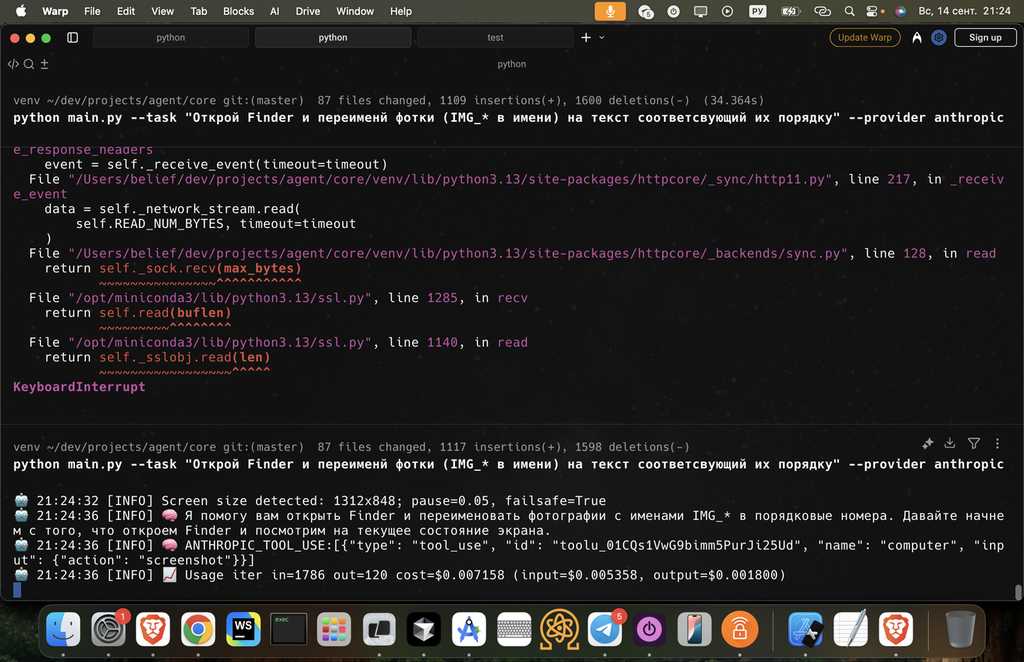 Warp File Edit View Tab Blocks AI Drive Window Help РУ Вс, 14 сент. 21:24
python python test Update Warp Sign up
python
venv ~/dev/projects/agent/core git:(master) 87 files changed, 1109 insertions(+), 1600 deletions(-) (34.364s)
python main.py --task "Открой Finder и переименй фотки (IMG_* в имени) на текст соответсвующий их порядку" --provider anthropic
e_response_headers
event = self._receive_event(timeout=timeout)
File "/Users/belief/dev/projects/agent/core/venv/lib/python3.13/site-packages/httpcore/_sync/http11.py", line 217, in _receiv
e_event
data = self._network_stream.read(
self.READ_NUM_BYTES, timeout=timeout
)
File "/Users/belief/dev/projects/agent/core/venv/lib/python3.13/site-packages/httpcore/_backends/sync.py", line 128, in read
return self._sock.recv(max_bytes)
~~~~~~~~~~~~~~~^^^^^^^^^^^
File "/opt/miniconda3/lib/python3.13/ssl.py", line 1285, in recv
return self.read(buflen)
~~~~~~~~~^^^^^^^^
File "/opt/miniconda3/lib/python3.13/ssl.py", line 1140, in read
return self._sslobj.read(len)
~~~~~~~~~~~~~~~~~^^^^^
KeyboardInterrupt
venv ~/dev/projects/agent/core git:(master) 87 files changed, 1117 insertions(+), 1598 deletions(-)
python main.py --task "Открой Finder и переименй фотки (IMG_* в имени) на текст соответсвующий их порядку" --provider anthropic
21:24:32 [INFO] Screen size detected: 1312x848; pause=0.05, failsafe=True
21:24:36 [INFO] 🧠 Я помогу вам открыть Finder и переименовать фотографии с именами IMG_* в порядковые номера. Давайте начне
м с того, что откроем Finder и посмотрим на текущее состояние экрана.
21:24:36 [INFO] 🧠 ANTHROPIC_TOOL_USE:[{"type": "tool_use", "id": "toolu_01CQs1VwG9bimm5PurJi25Ud", "name": "computer", "inp
ut": {"action": "screenshot"}}]
21:24:36 [INFO] 📈 Usage iter in=1786 out=120 cost=$0.007158 (input=$0.005358, output=$0.001800)
1 WS exec 5